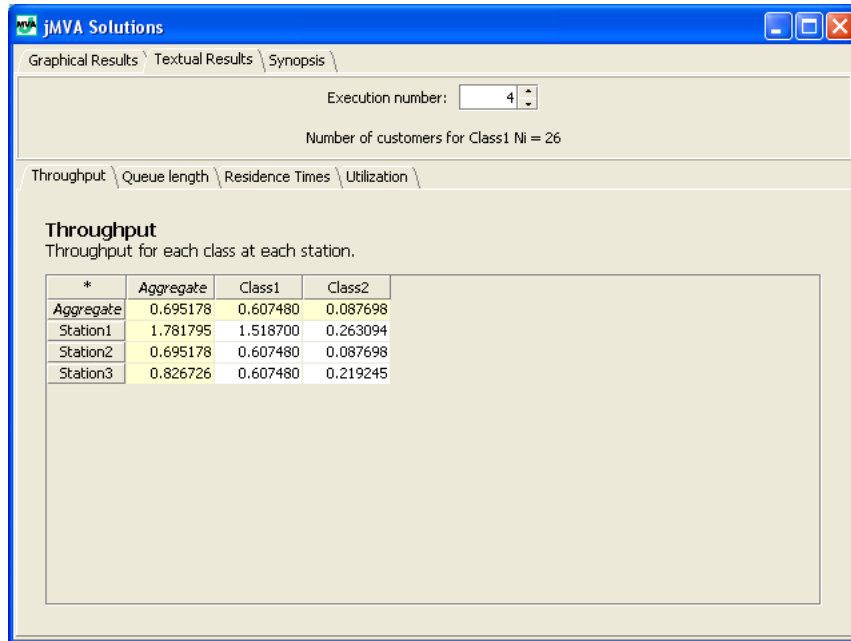 MVA jMVA Solutions
Graphical Results Textual Results Synopsis
Execution number: 4
Number of customers for Class1 Ni = 26
Throughput Queue length Residence Times Utilization
Throughput
Throughput for each class at each station.
* Aggregate Class1 Class2
Aggregate 0.695178 0.607480 0.087698
Station1 1.781795 1.518700 0.263094
Station2 0.695178 0.607480 0.087698
Station3 0.826726 0.607480 0.219245